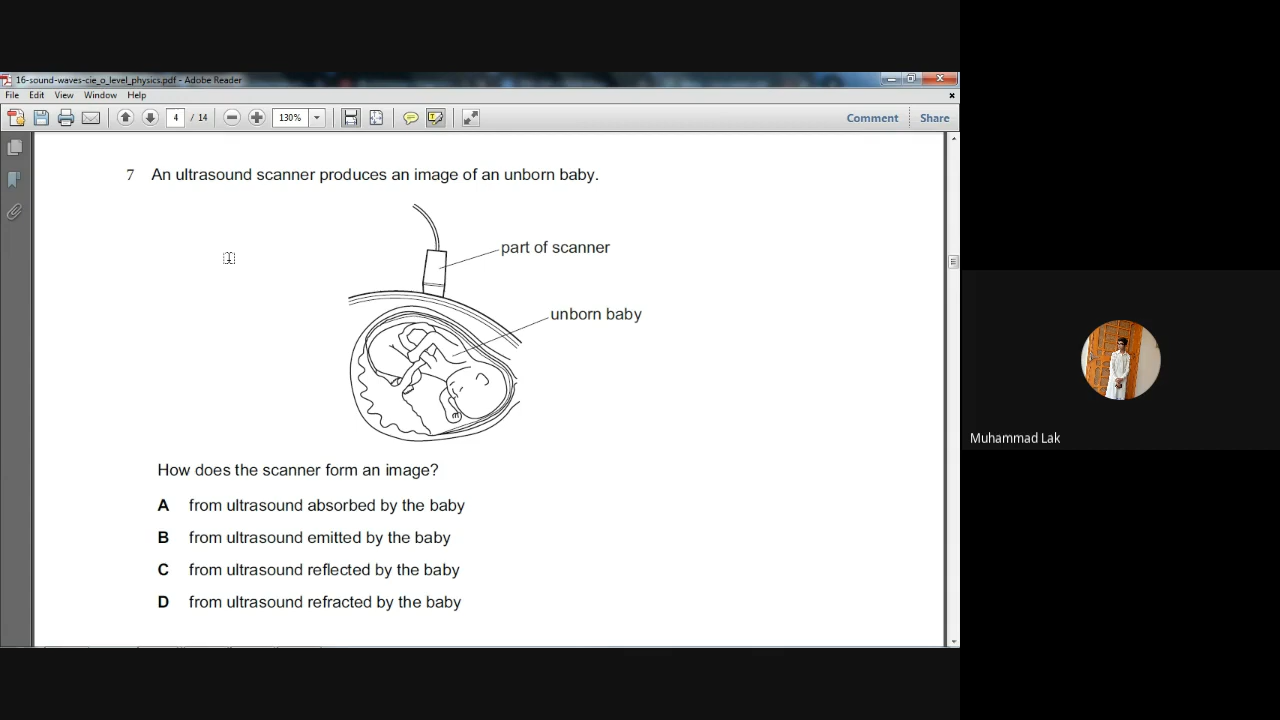 16-sound-waves-cie_o_level_physics.pdf - Adobe Reader
File Edit View Window Help
4 / 14 130% Comment Share
7 An ultrasound scanner produces an image of an unborn baby.
part of scanner
unborn baby
How does the scanner form an image?
A from ultrasound absorbed by the baby
B from ultrasound emitted by the baby
C from ultrasound reflected by the baby
D from ultrasound refracted by the baby
Muhammad Lak